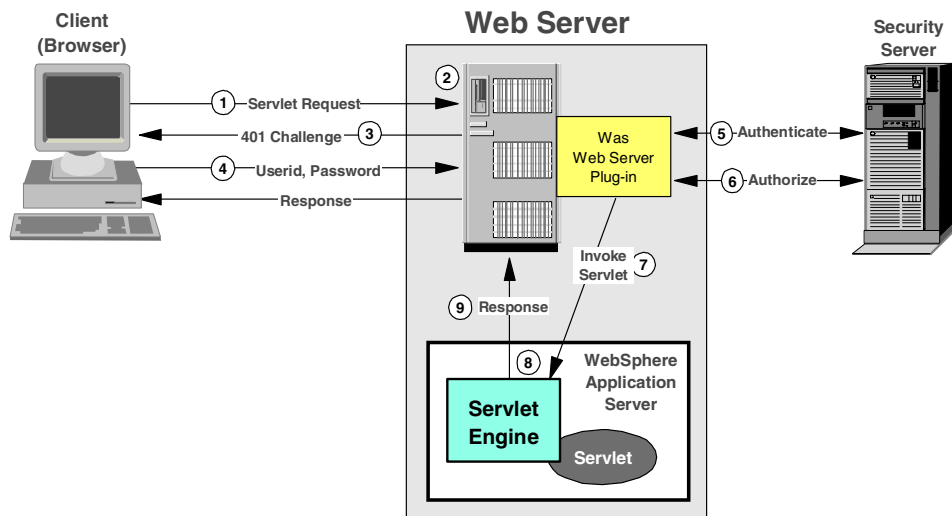 Web Server
Client
(Browser)
Security
Server
2
1 Servlet Request
401 Challenge 3
4 Userid, Password
Response
Was
Web Server
Plug-in
5 Authenticate
6 Authorize
Invoke
Servlet
7
9 Response
8
WebSphere
Application
Server
Servlet
Engine
Servlet